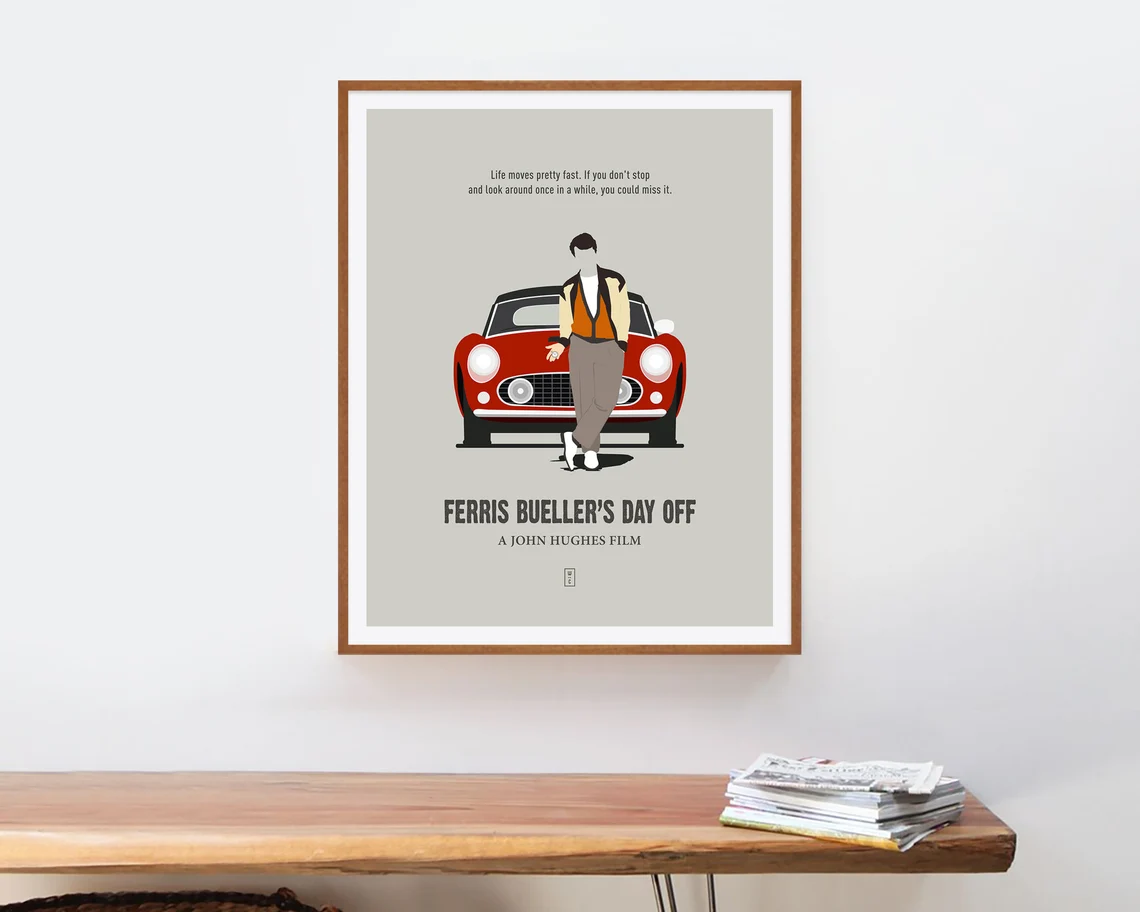 Life moves pretty fast. If you don't stop
and look around once in a while, you could miss it.
FERRIS BUELLER'S DAY OFF
A JOHN HUGHES FILM